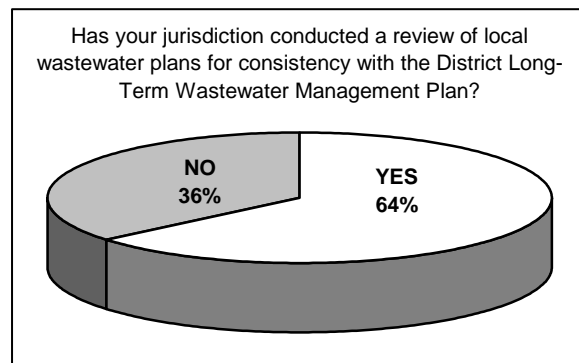 Has your jurisdiction conducted a review of local
wastewater plans for consistency with the District Long-
Term Wastewater Management Plan?
NO
36%
YES
64%